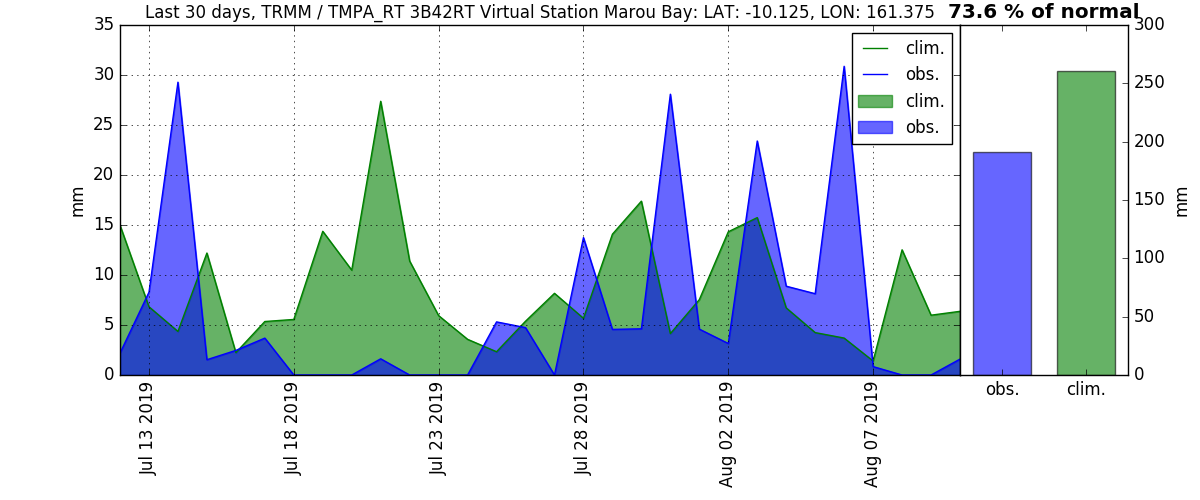 Last 30 days, TRMM / TMPA_RT 3B42RT Virtual Station Marou Bay: LAT: -10.125, LON: 161.375 73.6 % of normal
35
30
25
20
15
10
5
0
mm
clim.
obs.
clim.
obs.
Jul 13 2019
Jul 18 2019
Jul 23 2019
Jul 28 2019
Aug 02 2019
Aug 07 2019
300
250
200
150
100
50
0
mm
obs.
clim.